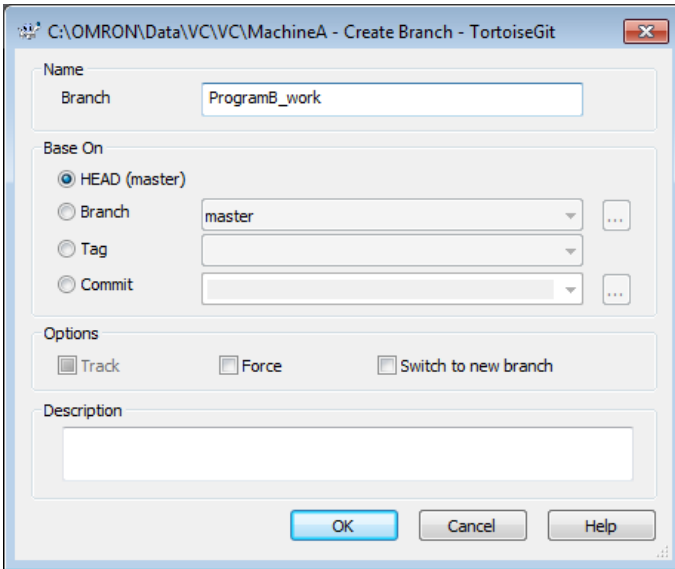 C:\OMRON\Data\VC\VC\MachineA - Create Branch - TortoiseGit
Name
Branch ProgramB_work
Base On
HEAD (master)
Branch master ...
Tag
Commit ...
Options
Track Force Switch to new branch
Description
OK Cancel Help